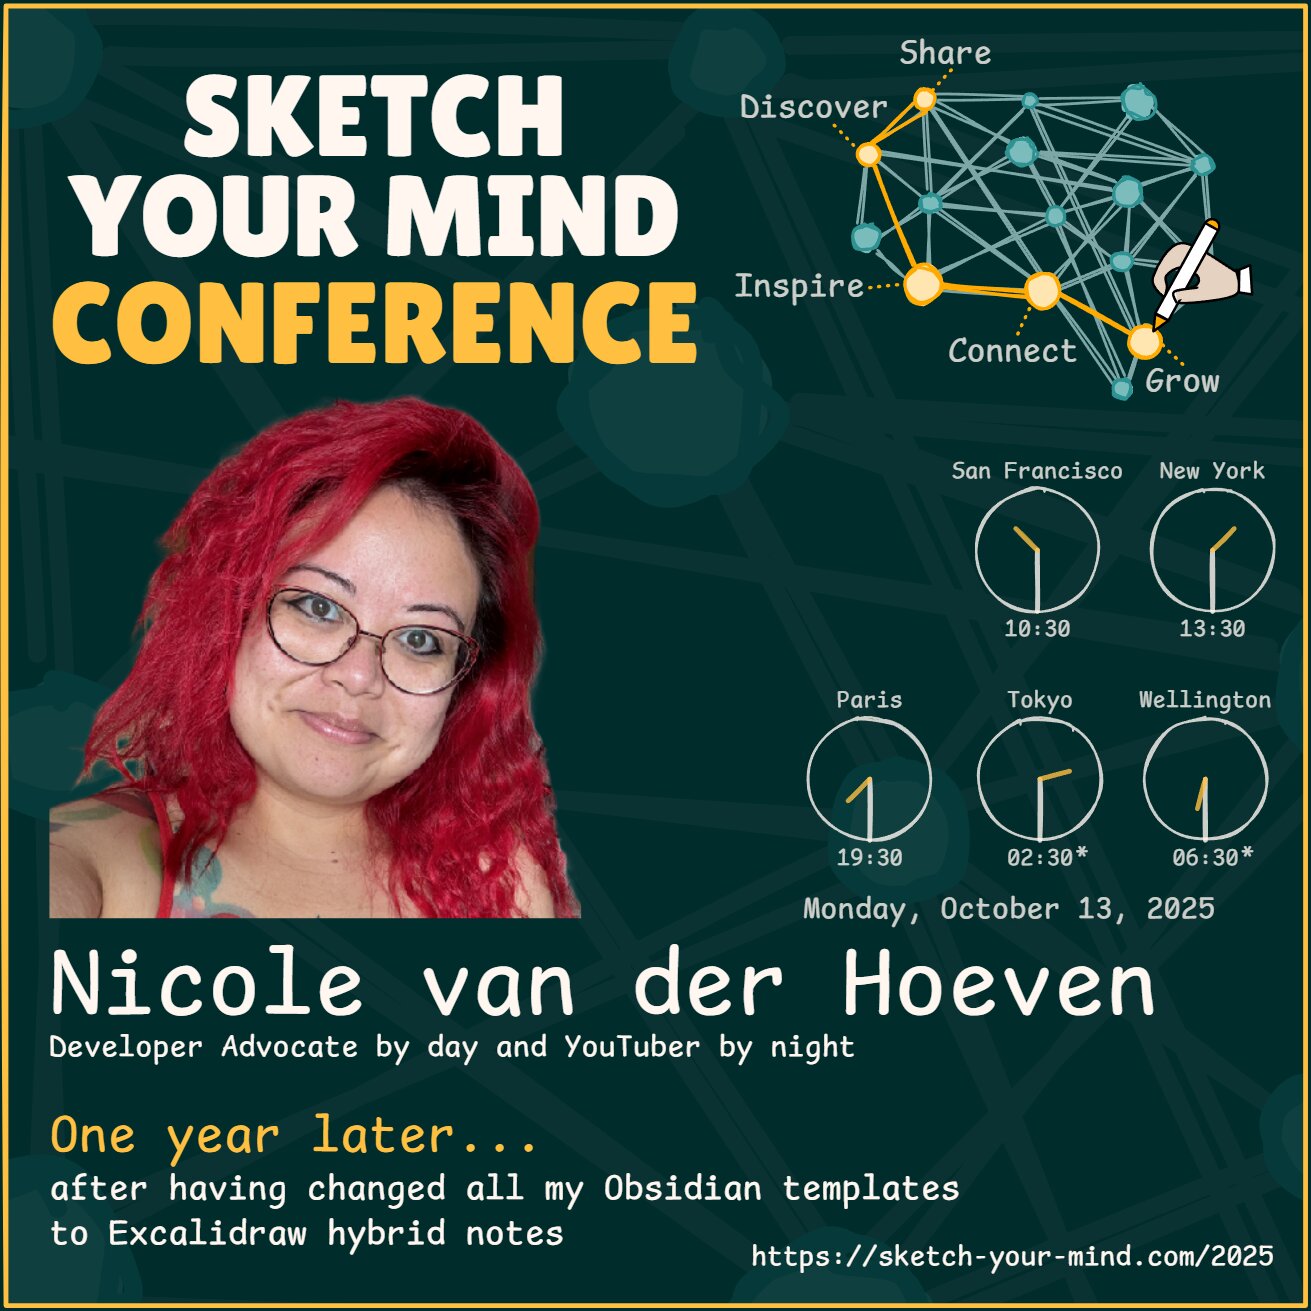 SKETCH
YOUR MIND
CONFERENCE
Share
Discover
Inspire
Connect
Grow
San Francisco
10:30
New York
13:30
Paris
19:30
Tokyo
02:30*
Wellington
06:30*
Monday, October 13, 2025
Nicole van der Hoeven
Developer Advocate by day and YouTuber by night
One year later...
after having changed all my Obsidian templates
to Excalidraw hybrid notes
https://sketch-your-mind.com/2025